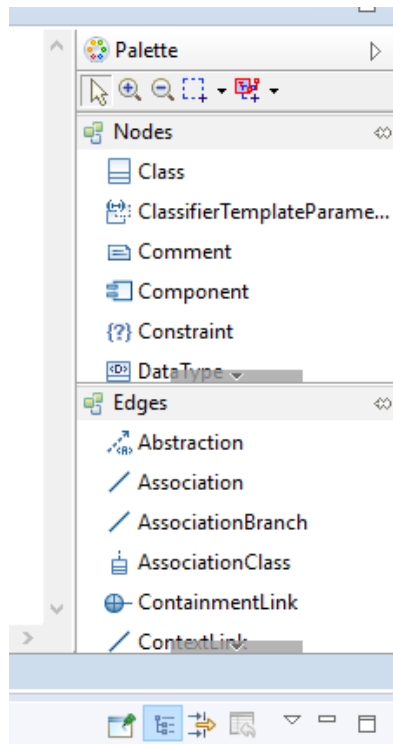 Palette
Nodes
Class
ClassifierTemplateParame...
Comment
Component
{?} Constraint
DataType
Edges
Abstraction
Association
AssociationBranch
AssociationClass
ContainmentLink
ContextLink